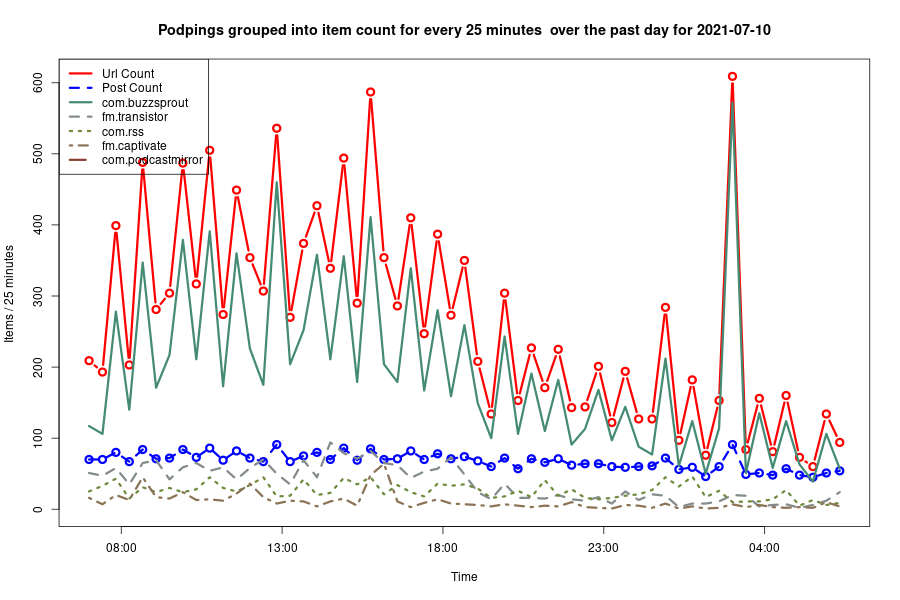 Podpings grouped into item count for every 25 minutes  over the past day for 2021-07-10
Items / 25 minutes
600
500
400
300
200
100
0
Url Count
Post Count
com.buzzsprout
fm.transistor
com.rss
fm.captivate
com.podcastmirror
08:00
13:00
18:00
23:00
04:00
Time